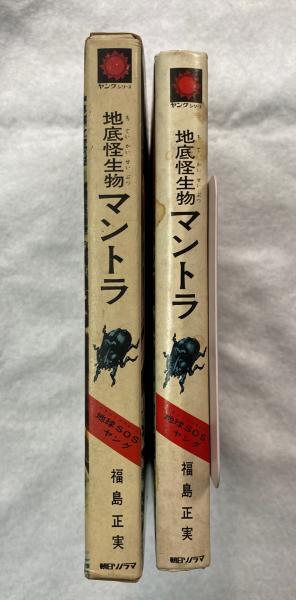 ヤングシリーズ
地底怪生物マントラ
ちていかいせいぶつ
地球SOS
ヤング
福島正実
朝日ソノラマ
ヤングシリーズ
地底怪生物マントラ
ちていかいせいぶつ
地球SOS
ヤング
福島正実
朝日ソノラマ